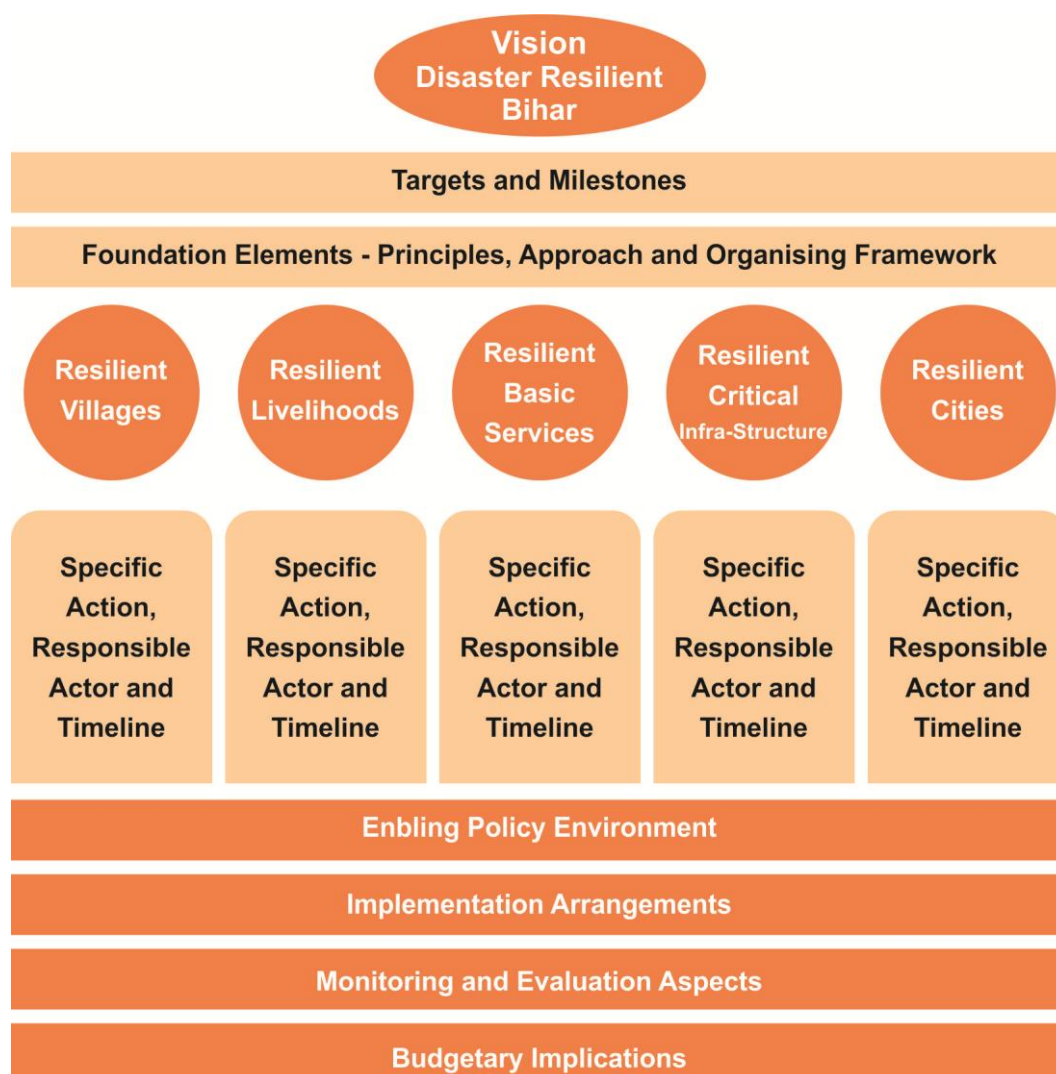 Vision
Disaster Resilient
Bihar
Targets and Milestones
Foundation Elements - Principles, Approach and Organising Framework
Resilient
Villages
Resilient
Livelihoods
Resilient
Basic
Services
Resilient
Critical
Infra-Structure
Resilient
Cities
Specific
Action,
Responsible
Actor and
Timeline
Specific
Action,
Responsible
Actor and
Timeline
Specific
Action,
Responsible
Actor and
Timeline
Specific
Action,
Responsible
Actor and
Timeline
Specific
Action,
Responsible
Actor and
Timeline
Enbling Policy Environment
Implementation Arrangements
Monitoring and Evaluation Aspects
Budgetary Implications